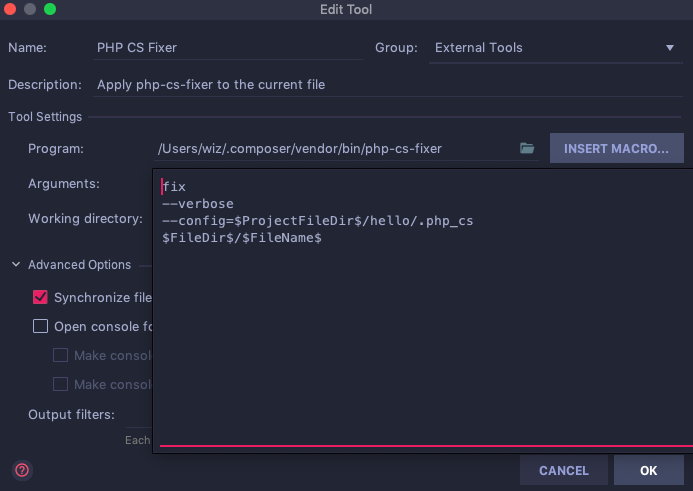 Edit Tool
Name: PHP CS Fixer Group: External Tools
Description: Apply php-cs-fixer to the current file
Tool Settings
Program: /Users/wiz/.composer/vendor/bin/php-cs-fixer INSERT MACRO...
Arguments:
fix
--verbose
--config=$ProjectFileDir$/hello/.php_cs
$FileDir$/$FileName$
Working directory:
Advanced Options
Synchronize file
Open console fo
Make consol
Make consol
Output filters:
Each
? CANCEL OK